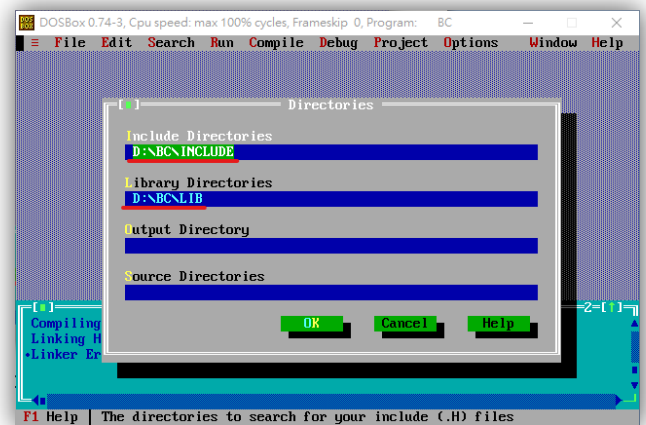 DOSBox 0.74-3, Cpu speed: max 100% cycles, Frameskip 0, Program: BC
≡ File Edit Search Run Compile Debug Project Options Window Help
Directories
Include Directories
D:\BC\INCLUDE
Library Directories
D:\BC\LIB
Output Directory
Source Directories
OK Cancel Help
2=[↑]
Compiling
Linking H
•Linker Er
F1 Help │ The directories to search for your include (.H) files